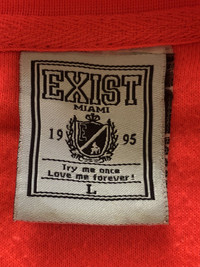 EXIST
MIAMI
19 95
E
Try me once
Love me forever!
L